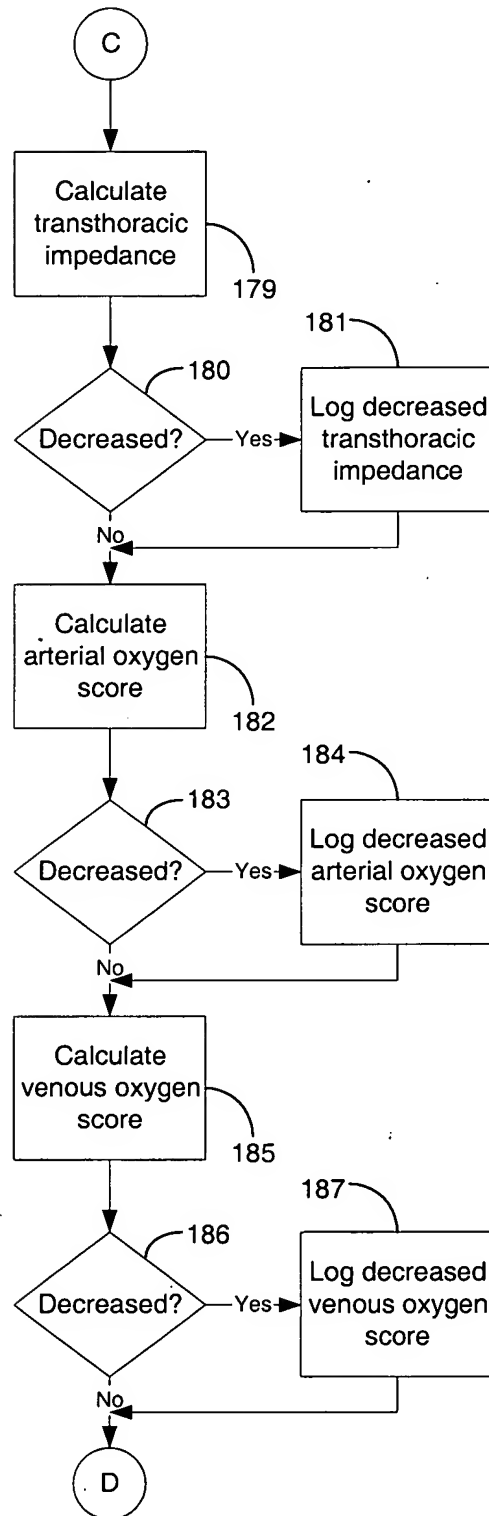 C
Calculate
transthoracic
impedance
179
180
181
Decreased?
Yes
Log decreased
transthoracic
impedance
No
Calculate
arterial oxygen
score
182
183
184
Decreased?
Yes
Log decreased
arterial oxygen
score
No
Calculate
venous oxygen
score
185
186
187
Decreased?
Yes
Log decreased
venous oxygen
score
No
D